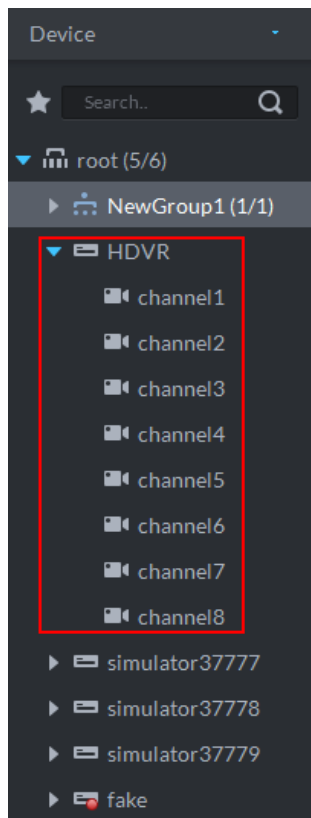 Device
Search..
root (5/6)
NewGroup1 (1/1)
HDVR
channel1
channel2
channel3
channel4
channel5
channel6
channel7
channel8
simulator37777
simulator37778
simulator37779
fake